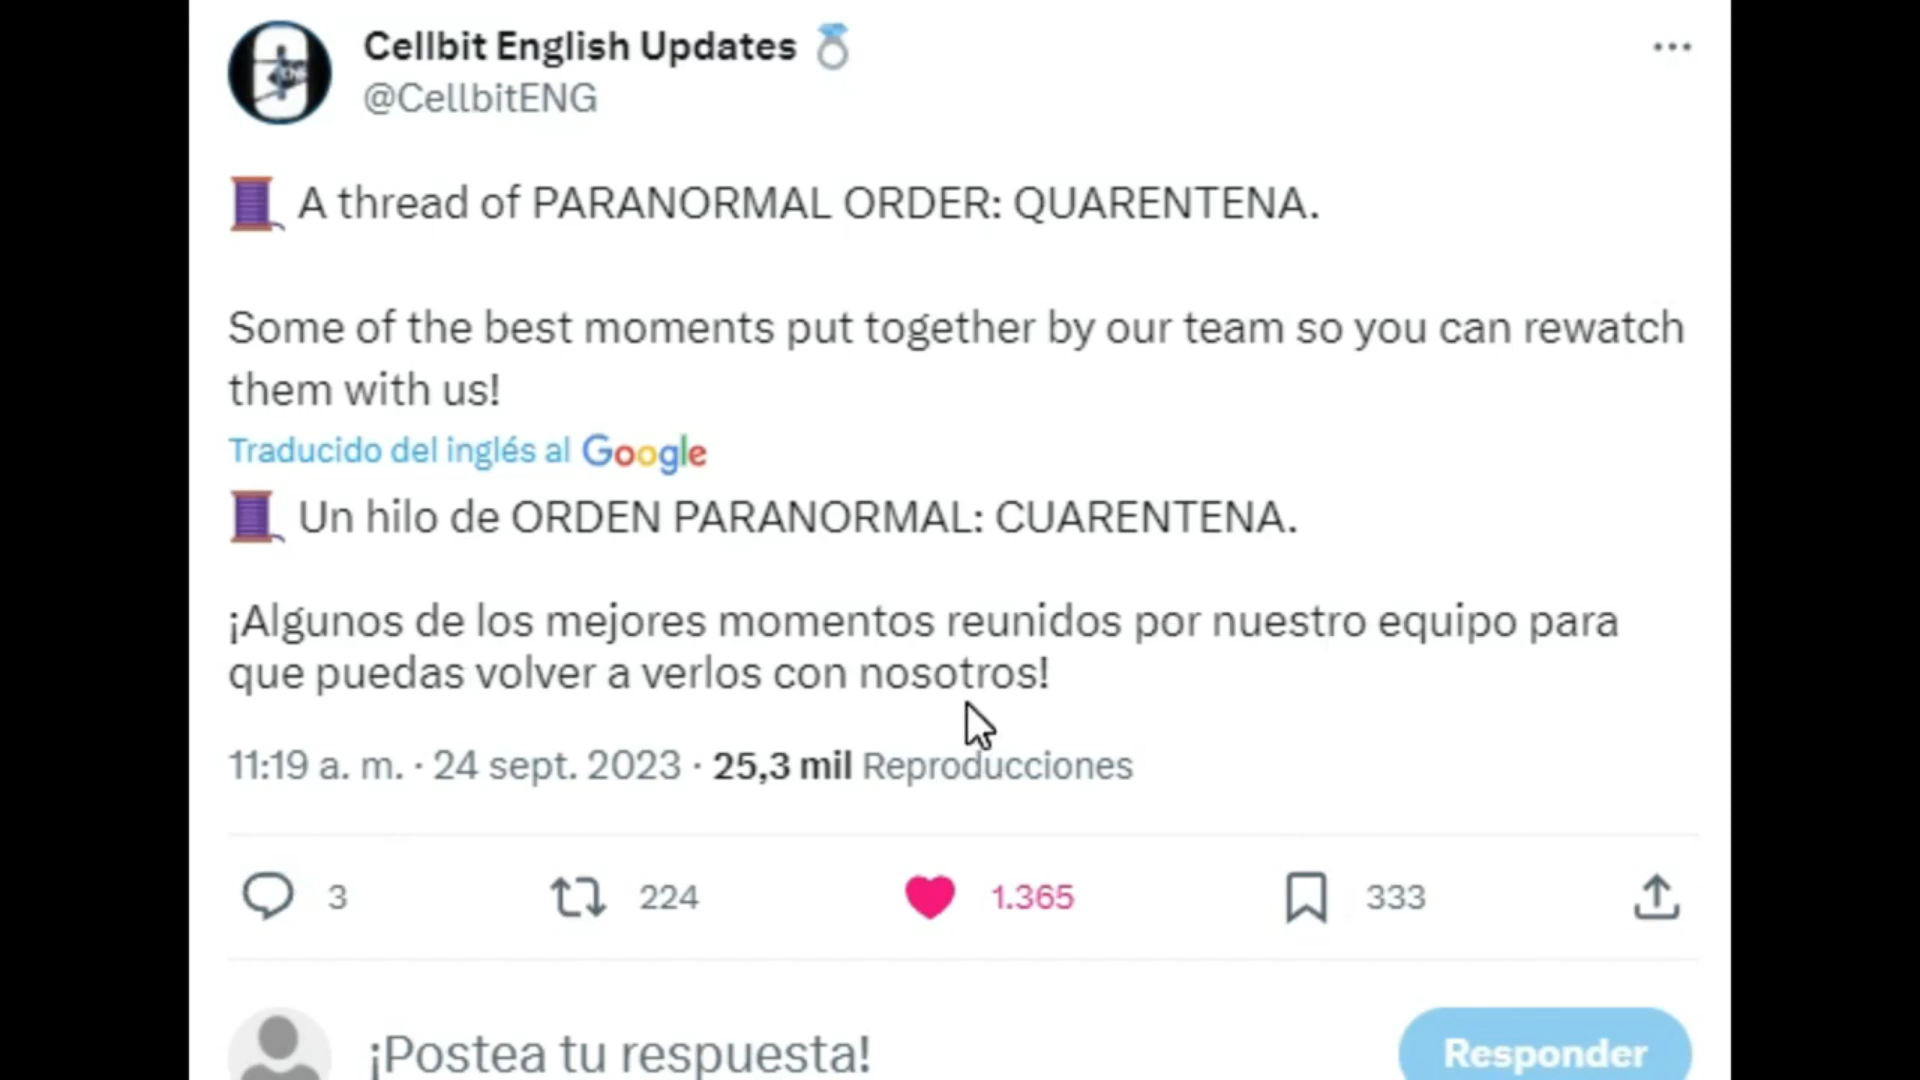 Cellbit English Updates 💍
@CellbitENG
🧵 A thread of PARANORMAL ORDER: QUARENTENA.
Some of the best moments put together by our team so you can rewatch
them with us!
Traducido del inglés al Google
🧵 Un hilo de ORDEN PARANORMAL: CUARENTENA.
¡Algunos de los mejores momentos reunidos por nuestro equipo para
que puedas volver a verlos con nosotros!
11:19 a. m. · 24 sept. 2023 · 25,3 mil Reproducciones
3 224 1.365 333
¡Postea tu respuesta! Responder